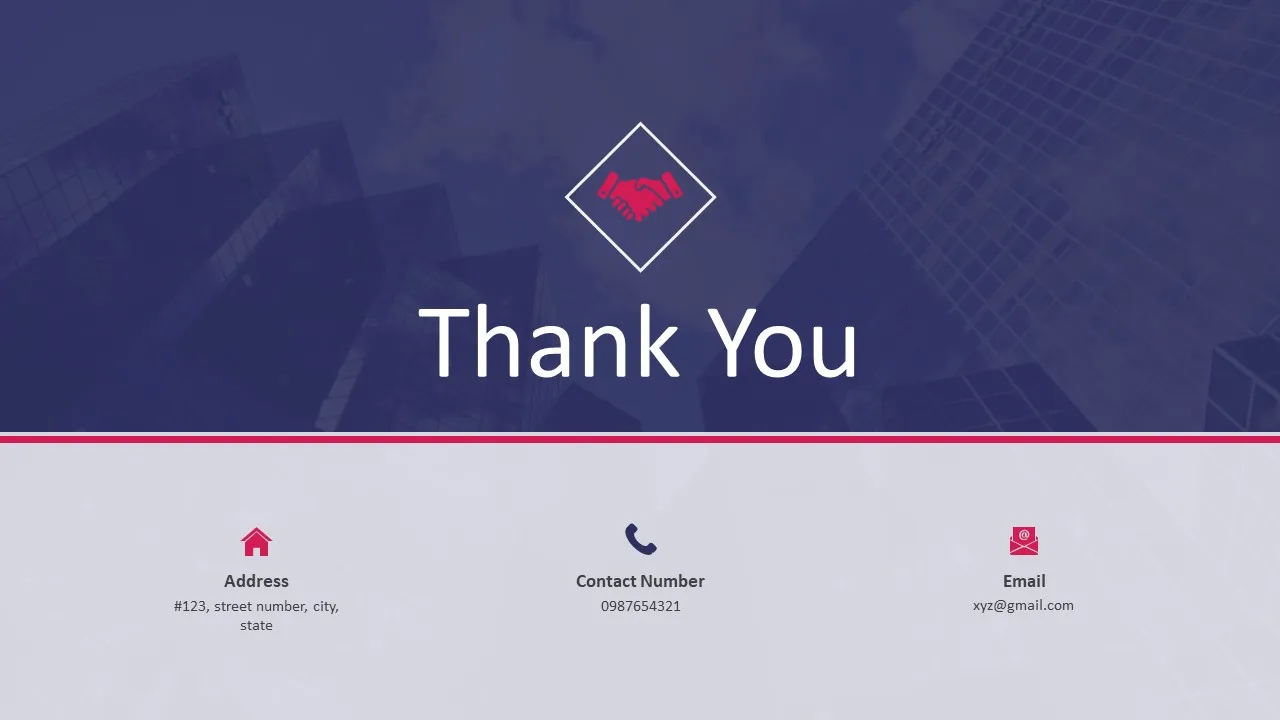 Thank You
Address
#123, street number, city,
state
Contact Number
0987654321
@
Email
xyz@gmail.com